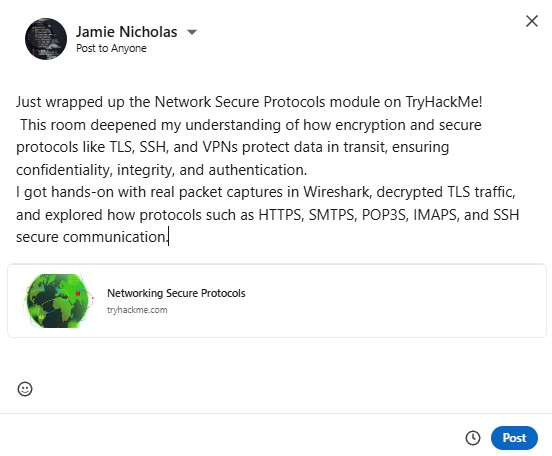 Jamie Nicholas
Post to Anyone
Just wrapped up the Network Secure Protocols module on TryHackMe!
This room deepened my understanding of how encryption and secure
protocols like TLS, SSH, and VPNs protect data in transit, ensuring
confidentiality, integrity, and authentication.
I got hands-on with real packet captures in Wireshark, decrypted TLS traffic,
and explored how protocols such as HTTPS, SMTPS, POP3S, IMAPS, and SSH
secure communication.
Networking Secure Protocols
tryhackme.com
Post